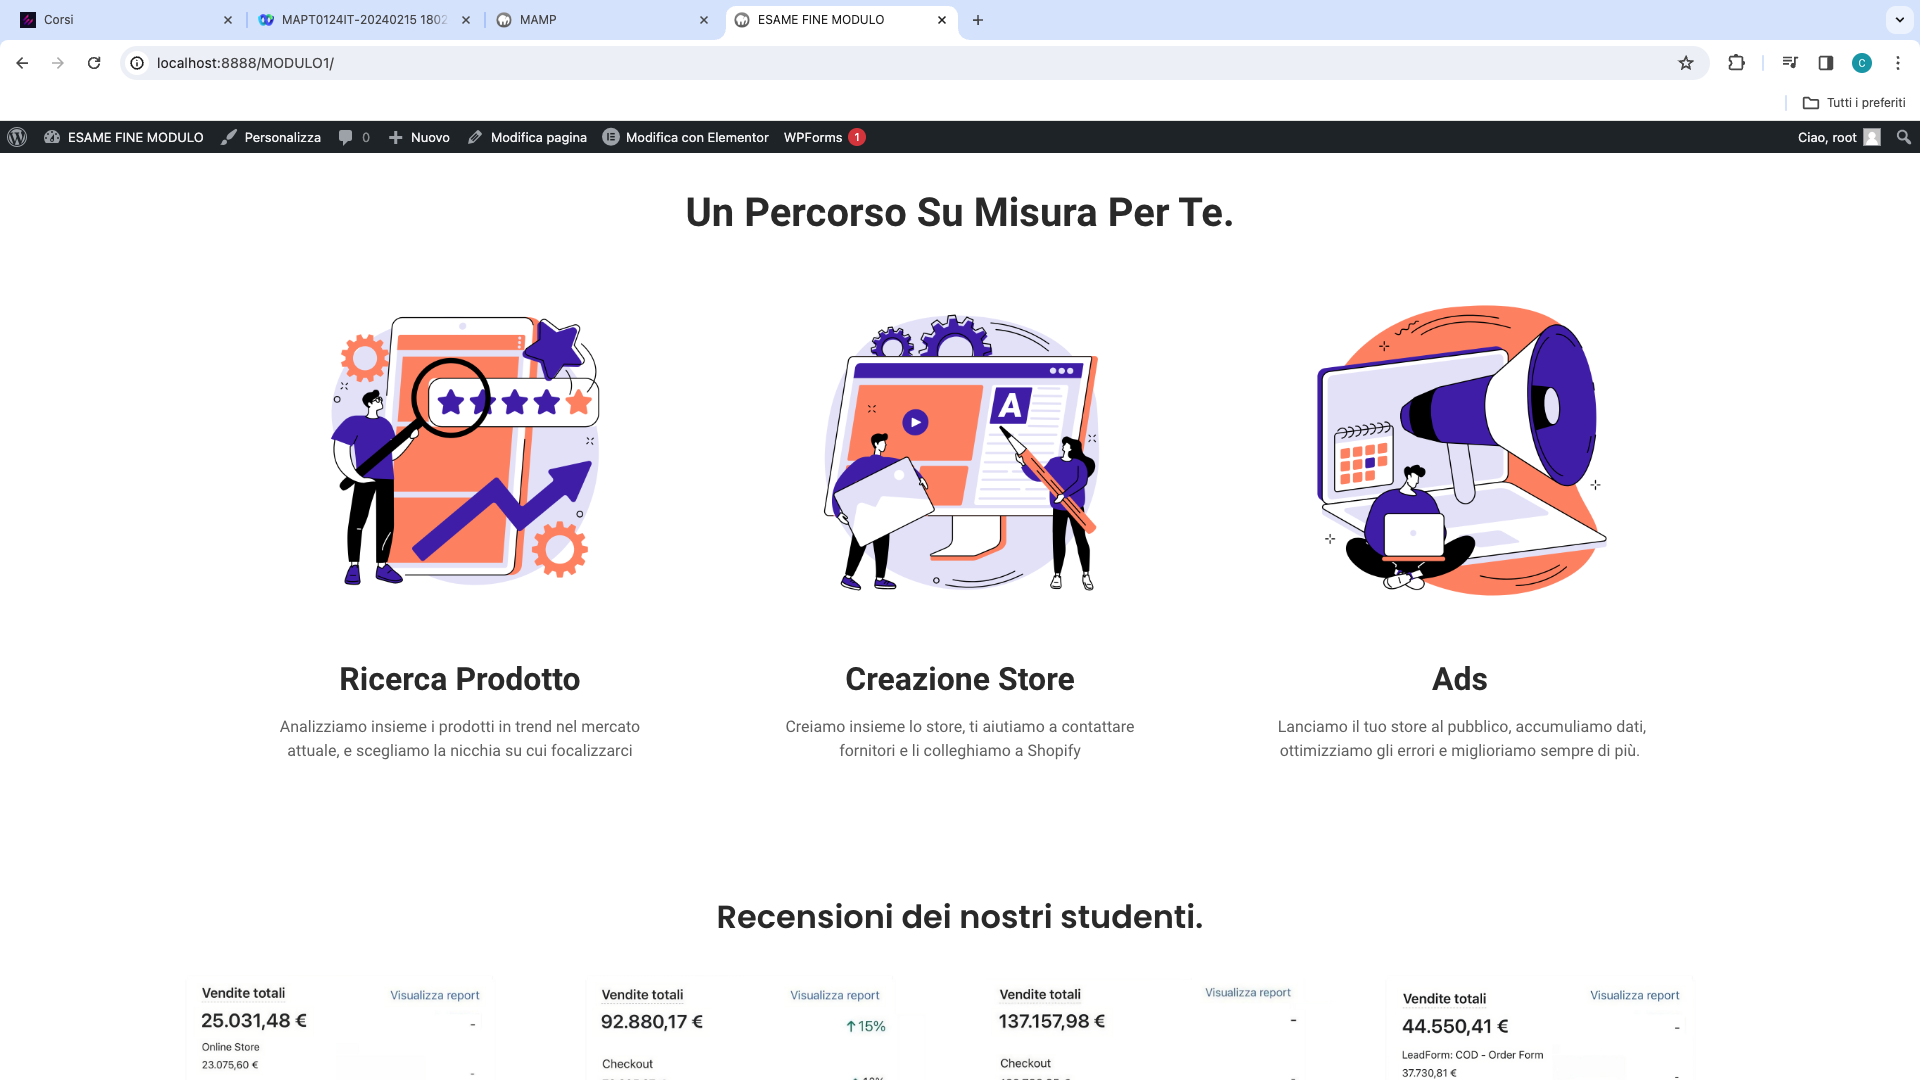 Corsi
MAPT0124IT-20240215 1802
MAMP
ESAME FINE MODULO
localhost:8888/MODULO1/
C
Tutti i preferiti
ESAME FINE MODULO
Personalizza
0
Nuovo
Modifica pagina
Modifica con Elementor
WPForms 1
Ciao, root
Un Percorso Su Misura Per Te.
A
Ricerca Prodotto
Analizziamo insieme i prodotti in trend nel mercato
attuale, e scegliamo la nicchia su cui focalizzarci
Creazione Store
Creiamo insieme lo store, ti aiutiamo a contattare
fornitori e li colleghiamo a Shopify
Ads
Lanciamo il tuo store al pubblico, accumuliamo dati,
ottimizziamo gli errori e miglioriamo sempre di più.
Recensioni dei nostri studenti.
Vendite totali
Visualizza report
25.031,48 €
-
Online Store
23.075,60 €
-
Vendite totali
Visualizza report
92.880,17 €
↑15%
Checkout
Vendite totali
Visualizza report
137.157,98 €
-
Checkout
Vendite totali
Visualizza report
44.550,41 €
-
LeadForm: COD - Order Form
37.730,81 €
-